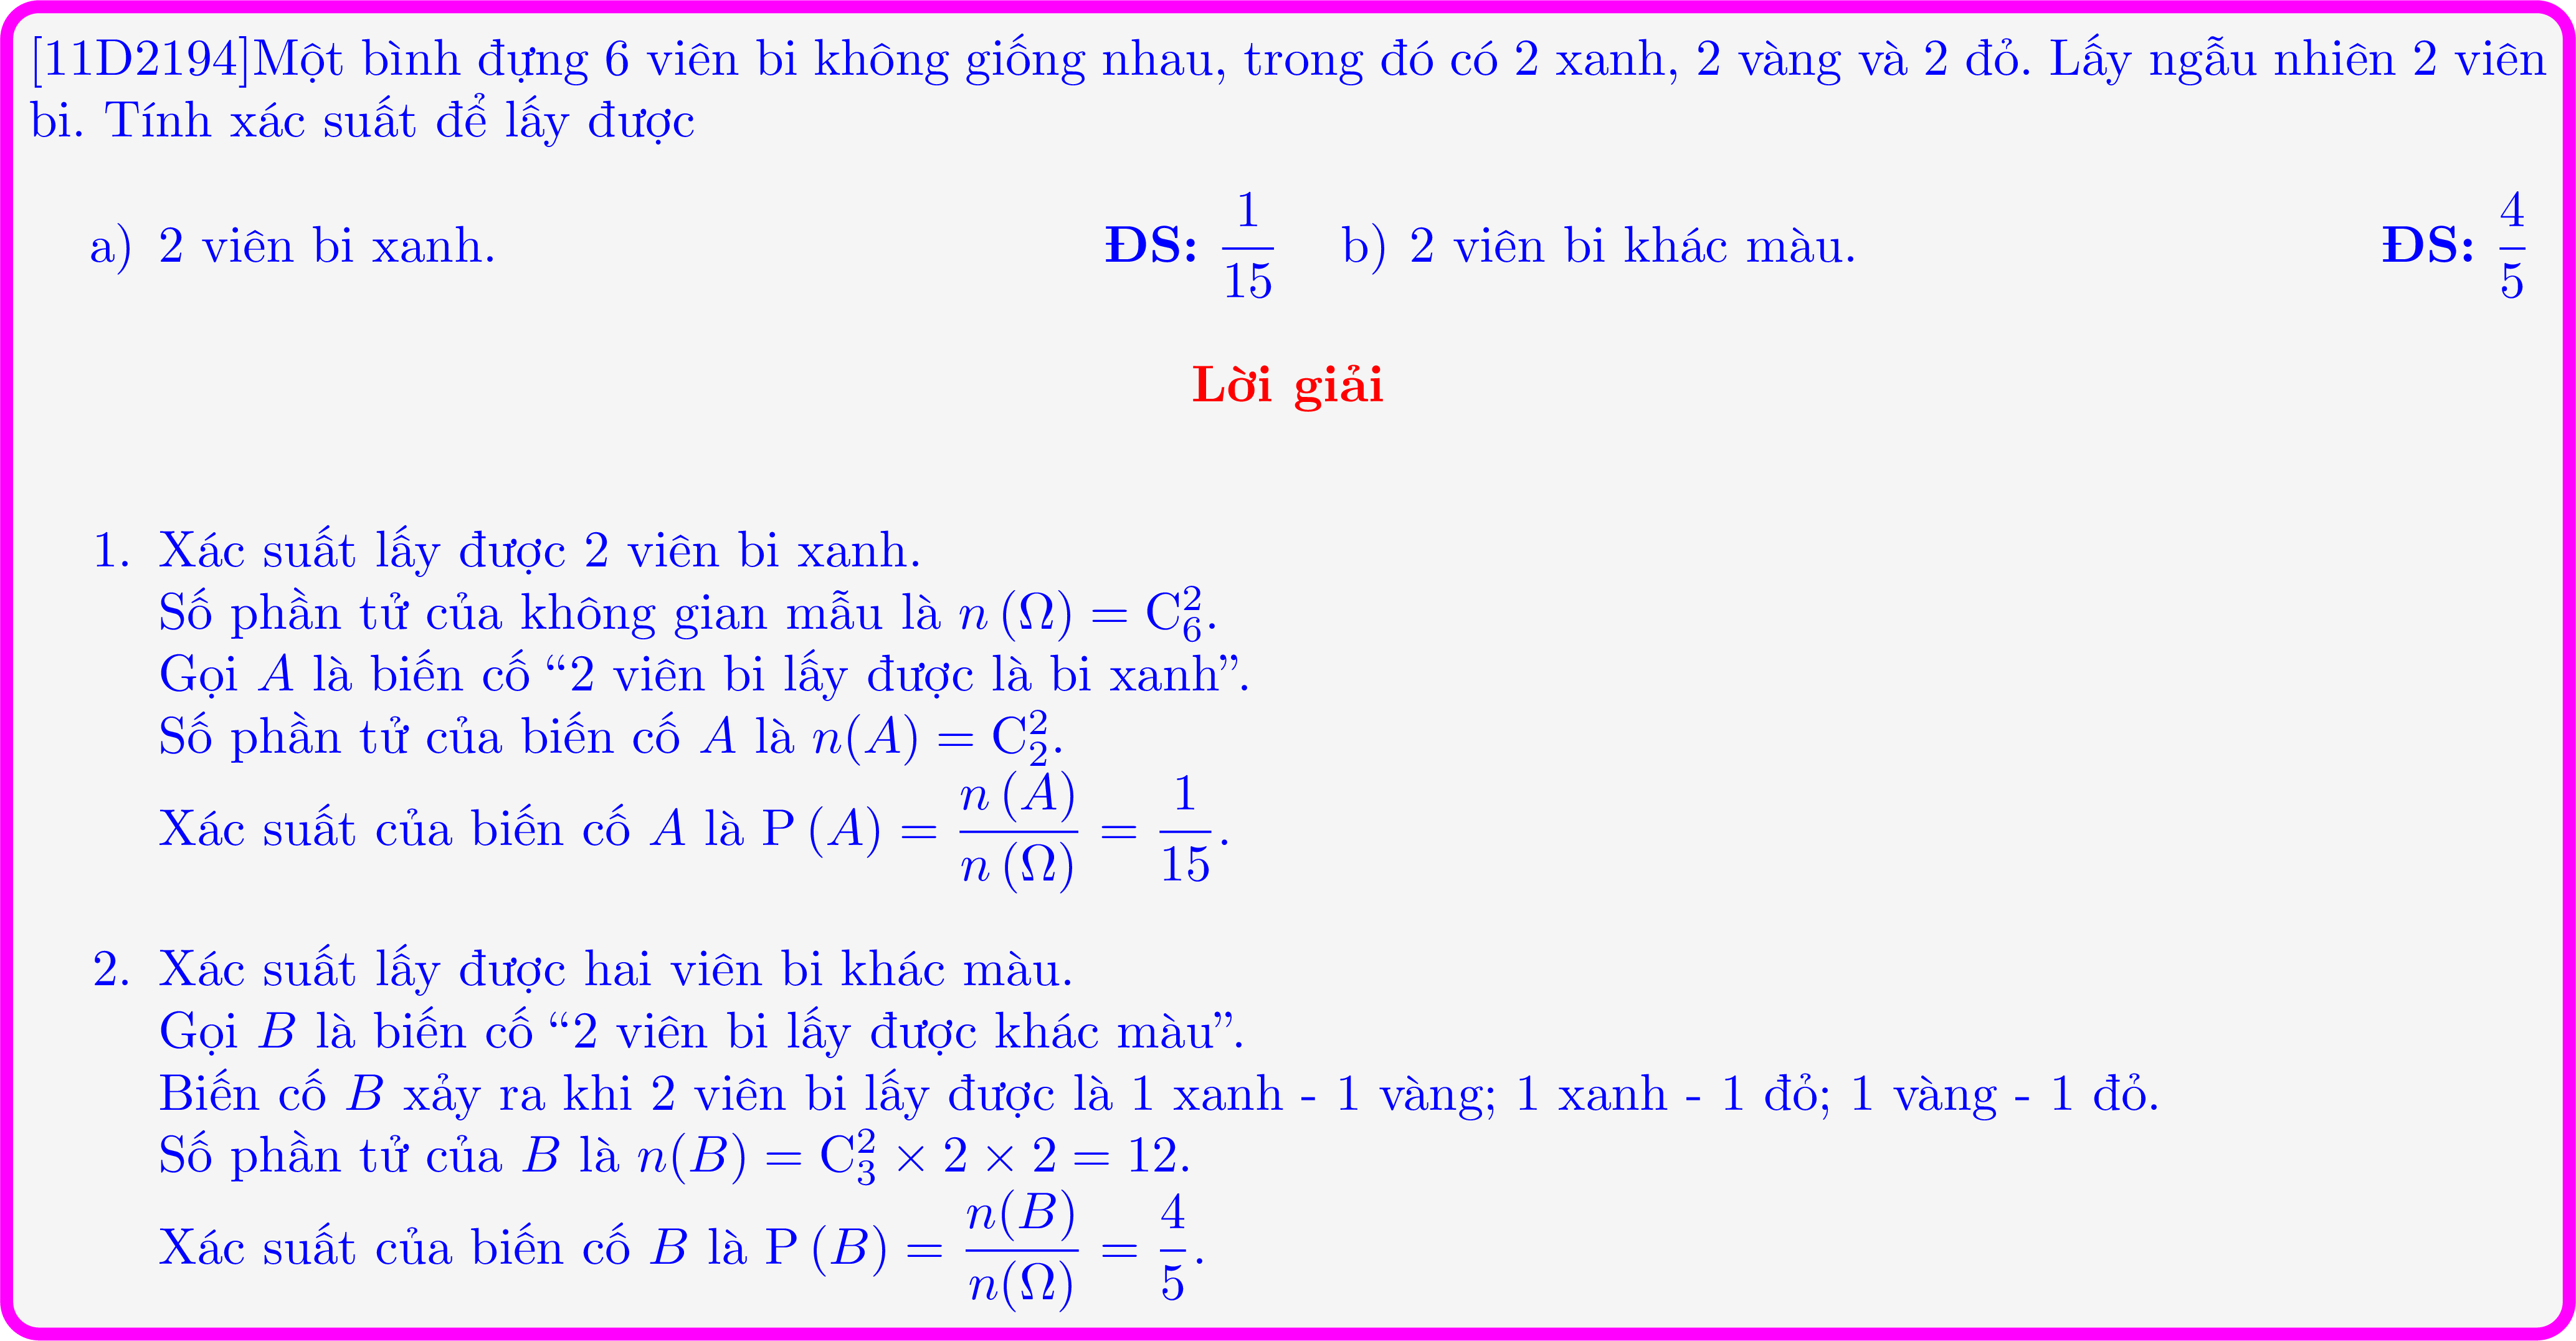 [11D2194]Một bình đựng 6 viên bi không giống nhau, trong đó có 2 xanh, 2 vàng và 2 đỏ. Lấy ngẫu nhiên 2 viên
bi. Tính xác suất để lấy được
a) 2 viên bi xanh. ĐS: $\frac{1}{15}$ b) 2 viên bi khác màu. ĐS: $\frac{4}{5}$
Lời giải
1. Xác suất lấy được 2 viên bi xanh.
Số phần tử của không gian mẫu là $n(\Omega) = \mathrm{C}_6^2$.
Gọi $A$ là biến cố “2 viên bi lấy được là bi xanh”.
Số phần tử của biến cố $A$ là $n(A) = \mathrm{C}_2^2$.
Xác suất của biến cố $A$ là $\mathrm{P}(A) = \frac{n(A)}{n(\Omega)} = \frac{1}{15}$.
2. Xác suất lấy được hai viên bi khác màu.
Gọi $B$ là biến cố “2 viên bi lấy được khác màu”.
Biến cố $B$ xảy ra khi 2 viên bi lấy được là 1 xanh - 1 vàng; 1 xanh - 1 đỏ; 1 vàng - 1 đỏ.
Số phần tử của $B$ là $n(B) = \mathrm{C}_3^2 \times 2 \times 2 = 12$.
Xác suất của biến cố $B$ là $\mathrm{P}(B) = \frac{n(B)}{n(\Omega)} = \frac{4}{5}$.